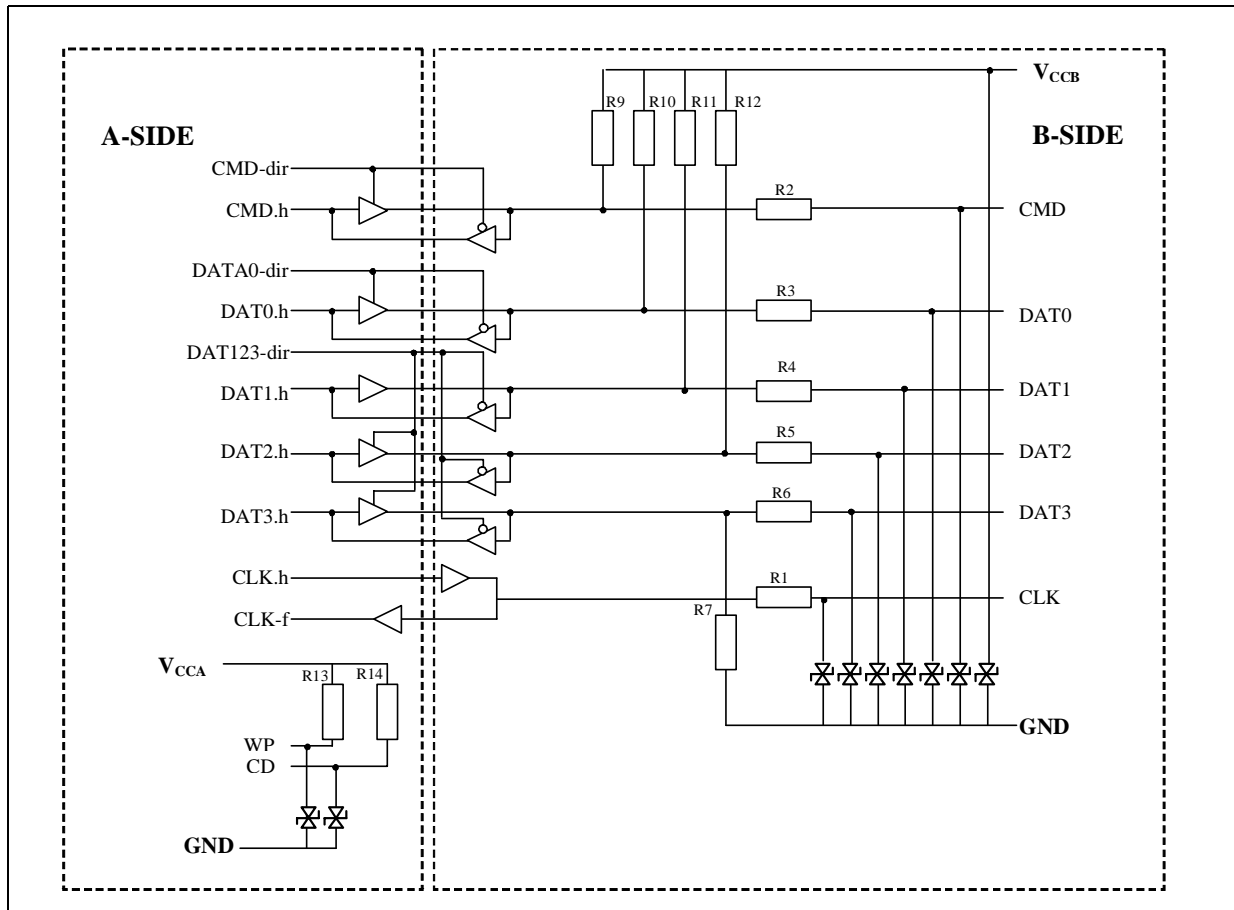 V_CCB
R9 R10 R11 R12
A-SIDE
B-SIDE
CMD-dir
R2
CMD.h
CMD
DATA0-dir
R3
DAT0.h
DAT0
DAT123-dir
R4
DAT1.h
DAT1
R5
DAT2.h
DAT2
R6
DAT3.h
DAT3
CLK.h
R1
CLK
CLK-f
R7
V_CCA
R13 R14
GND
WP
CD
GND